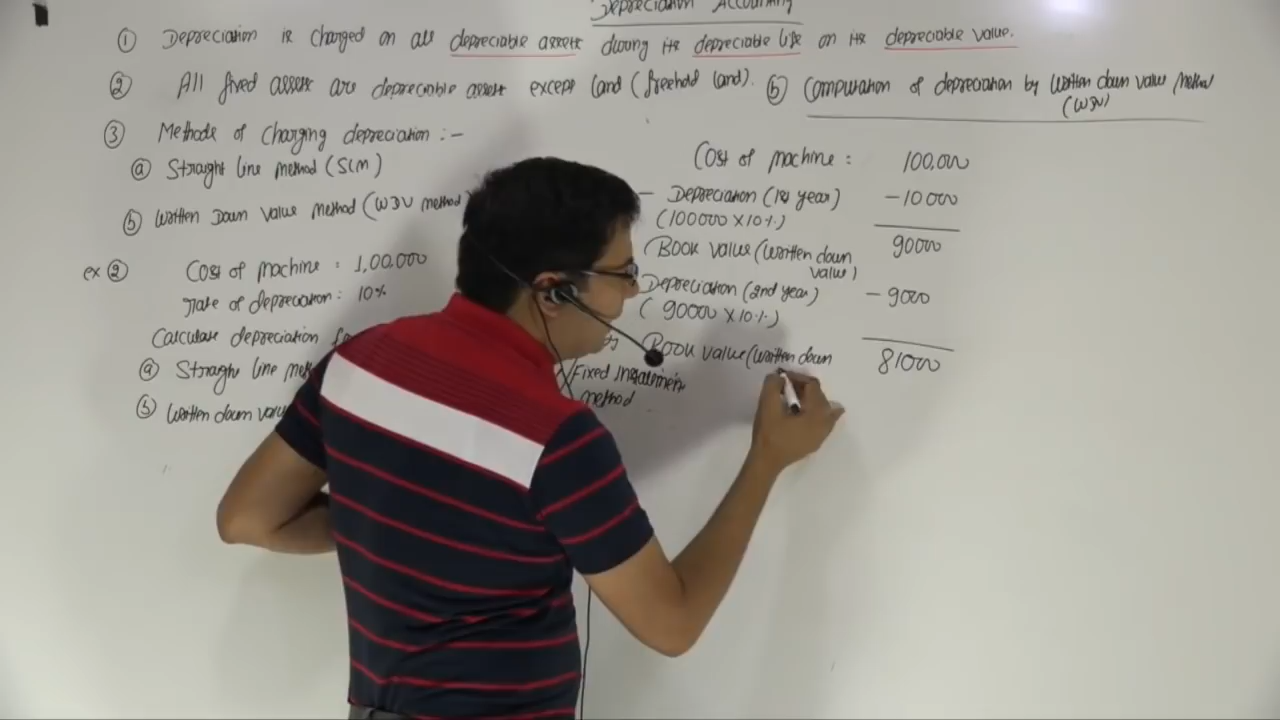 Depreciation Accounting
① Depreciation is charged on all depreciable assets during its depreciable life on its depreciable value.
② All fixed assets are depreciable assets except land (freehold land).
③ Methods of charging depreciation :-
ⓐ Straight line method (SLM)
ⓑ Written Down Value Method (WDV method
ex ②
Cost of machine : 1,00,000
Rate of depreciation : 10%
Calculate depreciation
ⓐ Straight line
ⓑ Written down
Fixed Instalment
method
ⓑ Computation of depreciation by Written down value Method
(WDV)
Cost of machine : 100,000
- Depreciation (1st year) -10000
(100000 X 10%)
Book value (Written down 90000
value)
Depreciation (2nd year) - 9000
( 90000 X 10%)
Book value (written down 81000